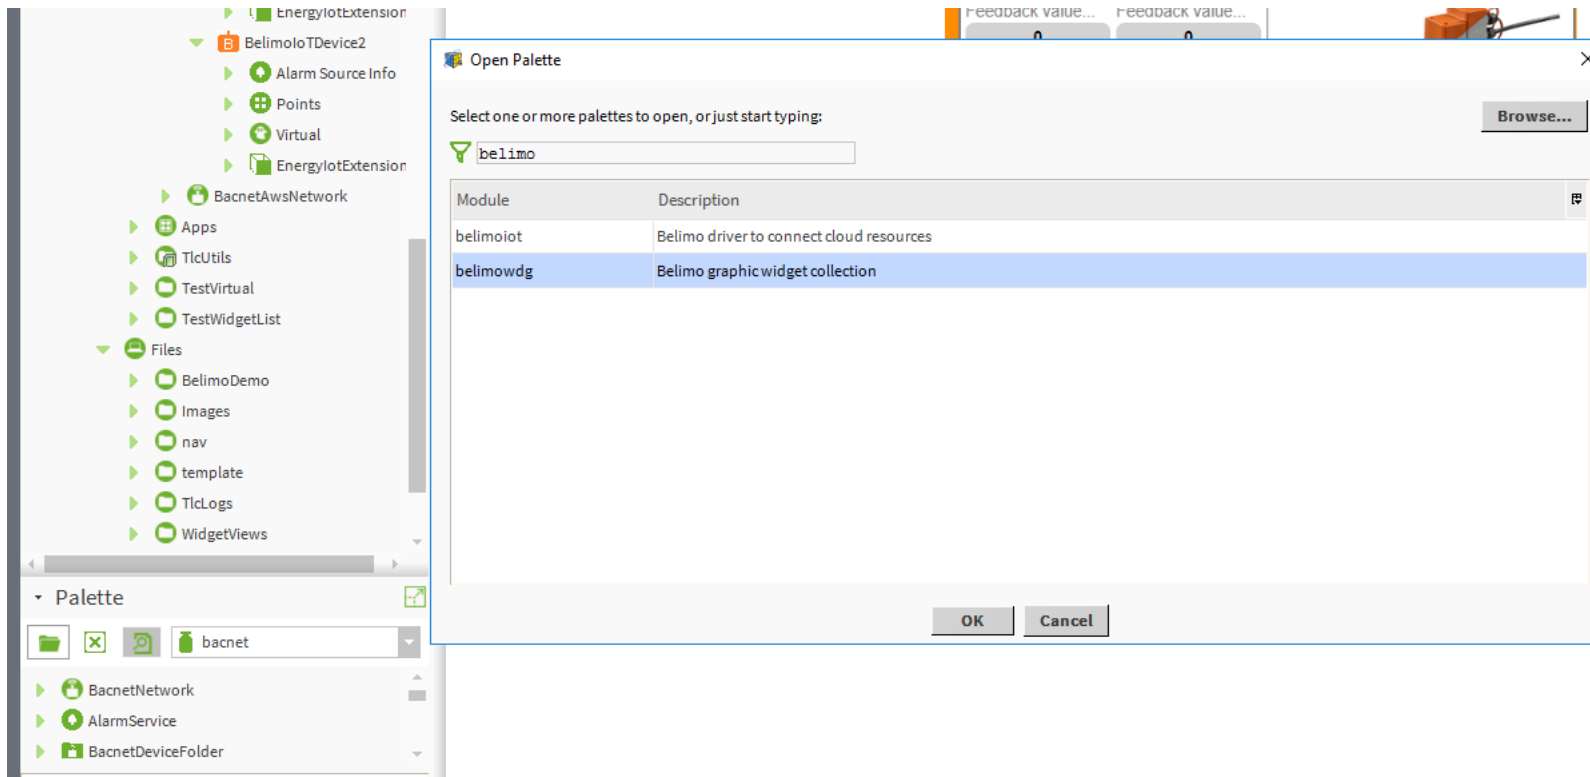 EnergyIotExtension
BelimoIoTDevice2
Alarm Source Info
Points
Virtual
EnergyIotExtension
BacnetAwsNetwork
Apps
TlcUtils
TestVirtual
TestWidgetList
Files
BelimoDemo
Images
nav
template
TlcLogs
WidgetViews
Palette
bacnet
BacnetNetwork
AlarmService
BacnetDeviceFolder
Feedback Value... Feedback Value...
0 0
Open Palette
Select one or more palettes to open, or just start typing:
Browse...
belimo
Module Description
belimoiot Belimo driver to connect cloud resources
belimowdg Belimo graphic widget collection
OK Cancel